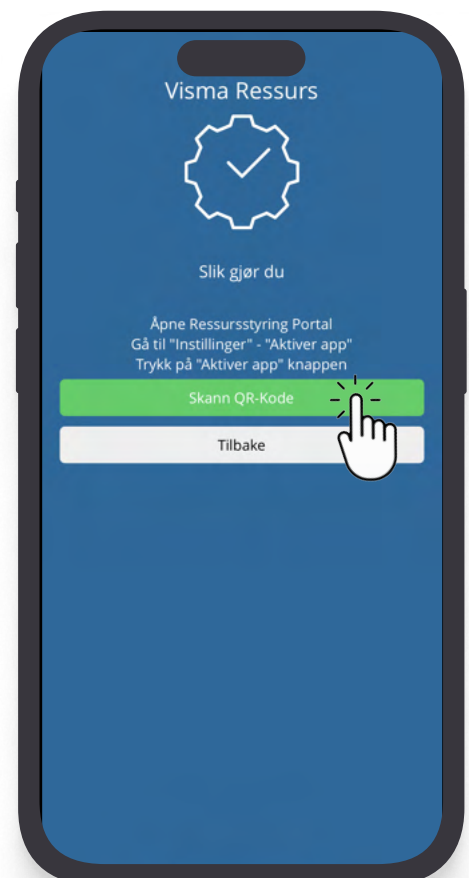 Visma Ressurs
Slik gjør du
Åpne Ressursstyring Portal
Gå til "Instillinger" - "Aktiver app"
Trykk på "Aktiver app" knappen
Skann QR-Kode
Tilbake